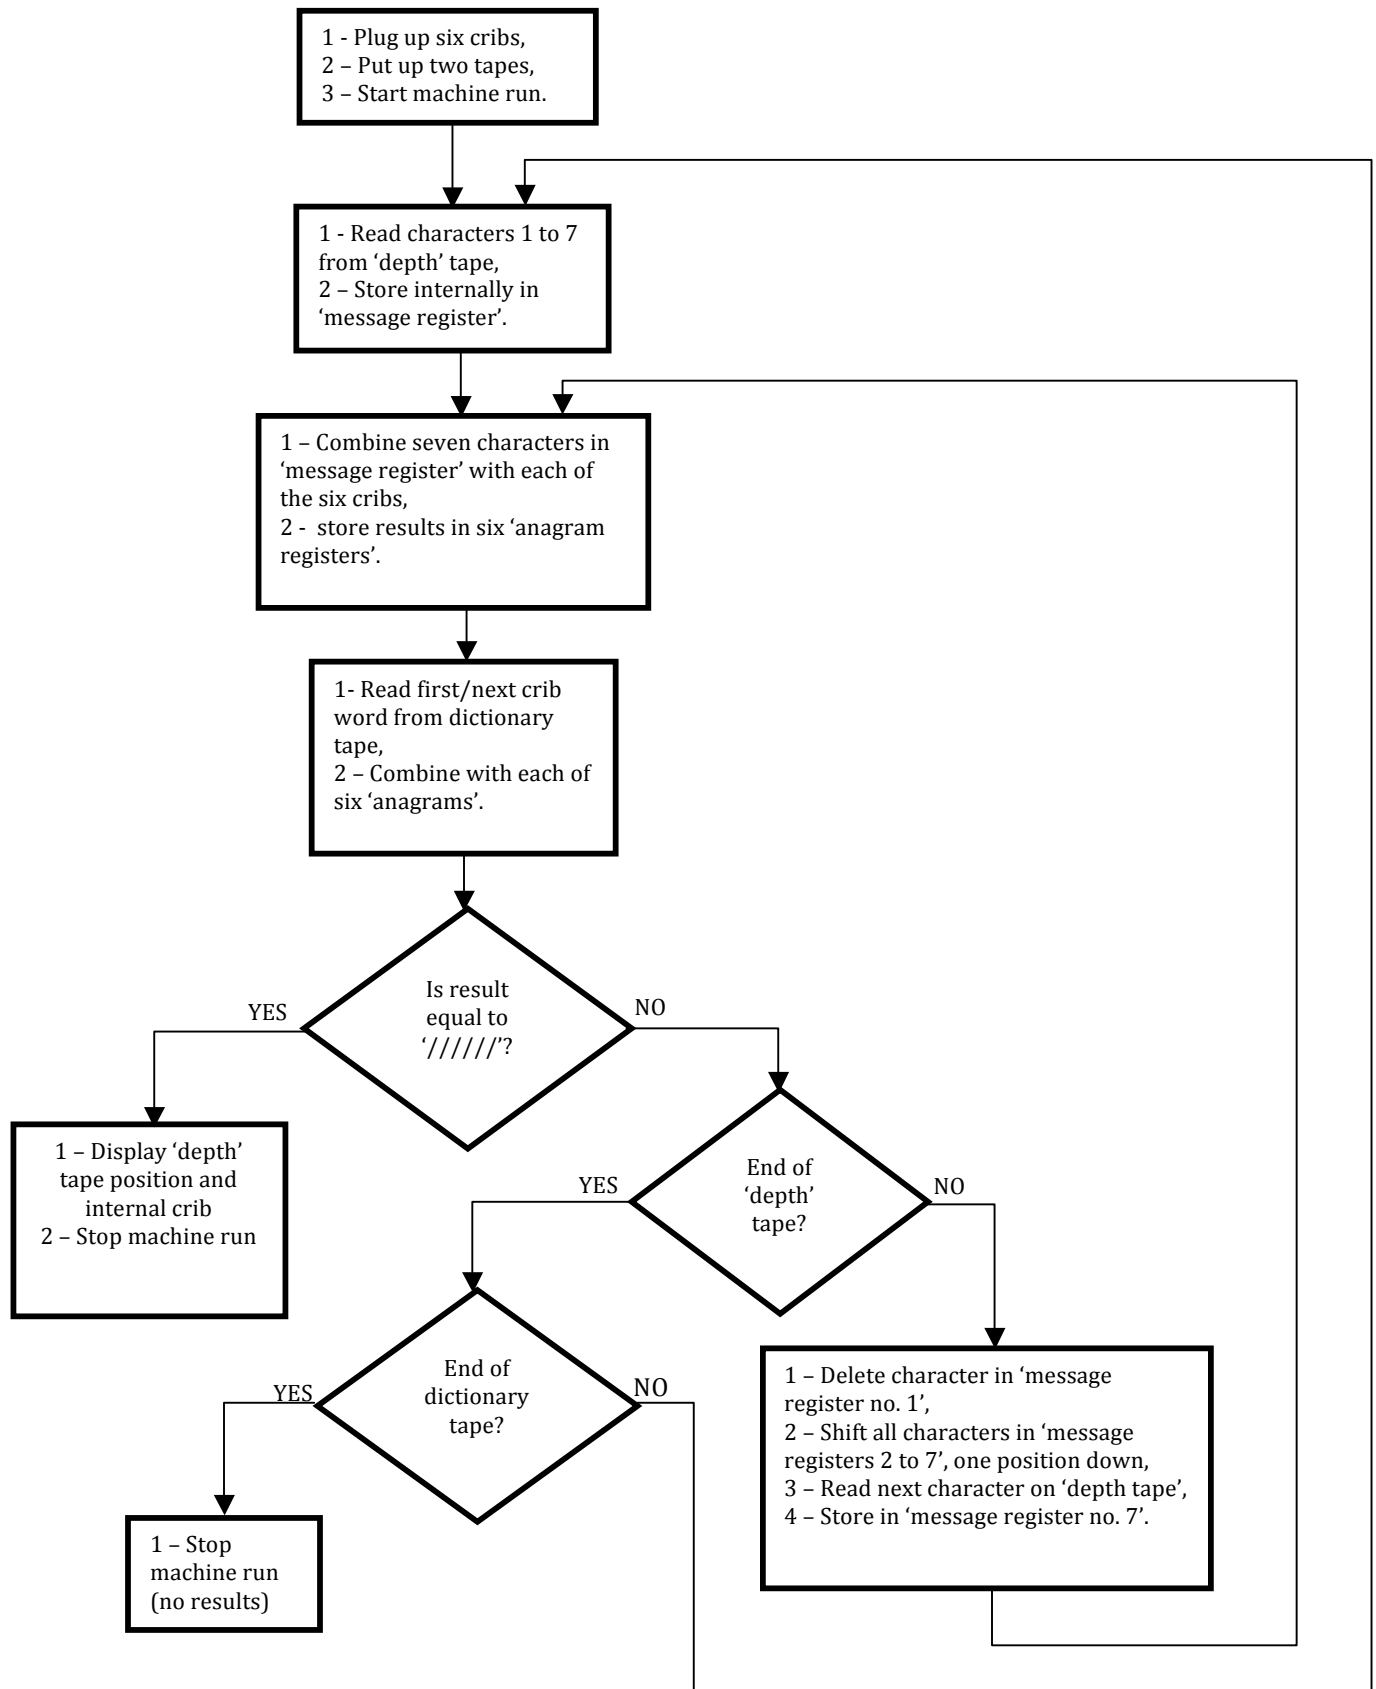 1 - Plug up six cribs,
2 – Put up two tapes,
3 – Start machine run.
1 - Read characters 1 to 7
from ‘depth’ tape,
2 – Store internally in
‘message register’.
1 – Combine seven characters in
‘message register’ with each of
the six cribs,
2 -  store results in six ‘anagram
registers’.
1- Read first/next crib
word from dictionary
tape,
2 – Combine with each of
six ‘anagrams’.
Is result
equal to
‘//////’?
YES
NO
1 – Display ‘depth’
tape position and
internal crib
2 – Stop machine run
End of
‘depth’
tape?
YES
NO
End of
dictionary
tape?
YES
NO
1 – Delete character in ‘message
register no. 1’,
2 – Shift all characters in ‘message
registers 2 to 7’, one position down,
3 – Read next character on ‘depth tape’,
4 – Store in ‘message register no. 7’.
1 – Stop
machine run
(no results)